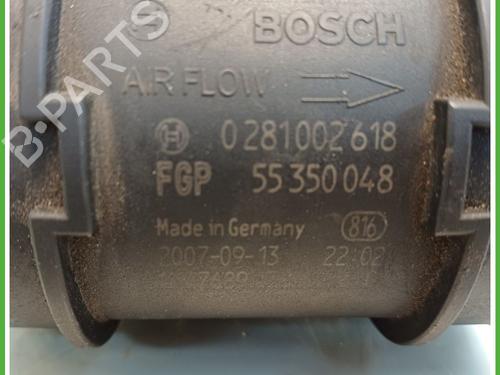 BOSCH
AIR FLOW
0 281 002 618
FGP 55 350 048
Made in Germany 816
2007-09-13 22:02